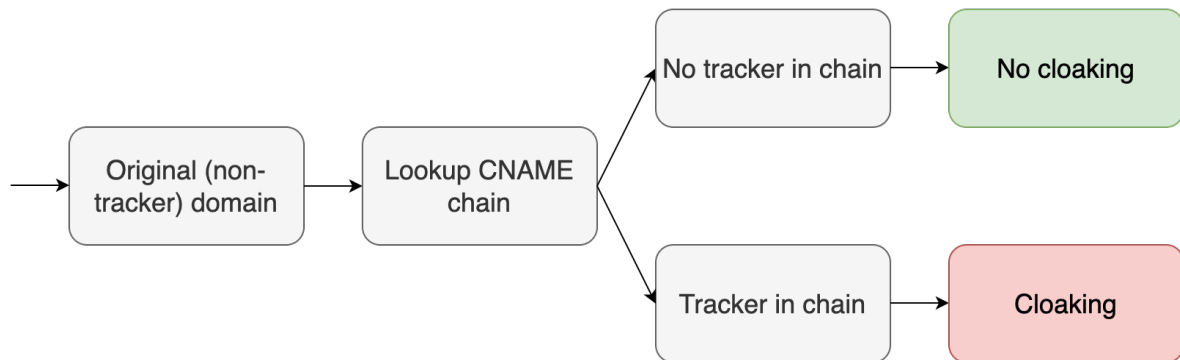 Original (non-
tracker) domain
Lookup CNAME
chain
No tracker in chain
No cloaking
Tracker in chain
Cloaking